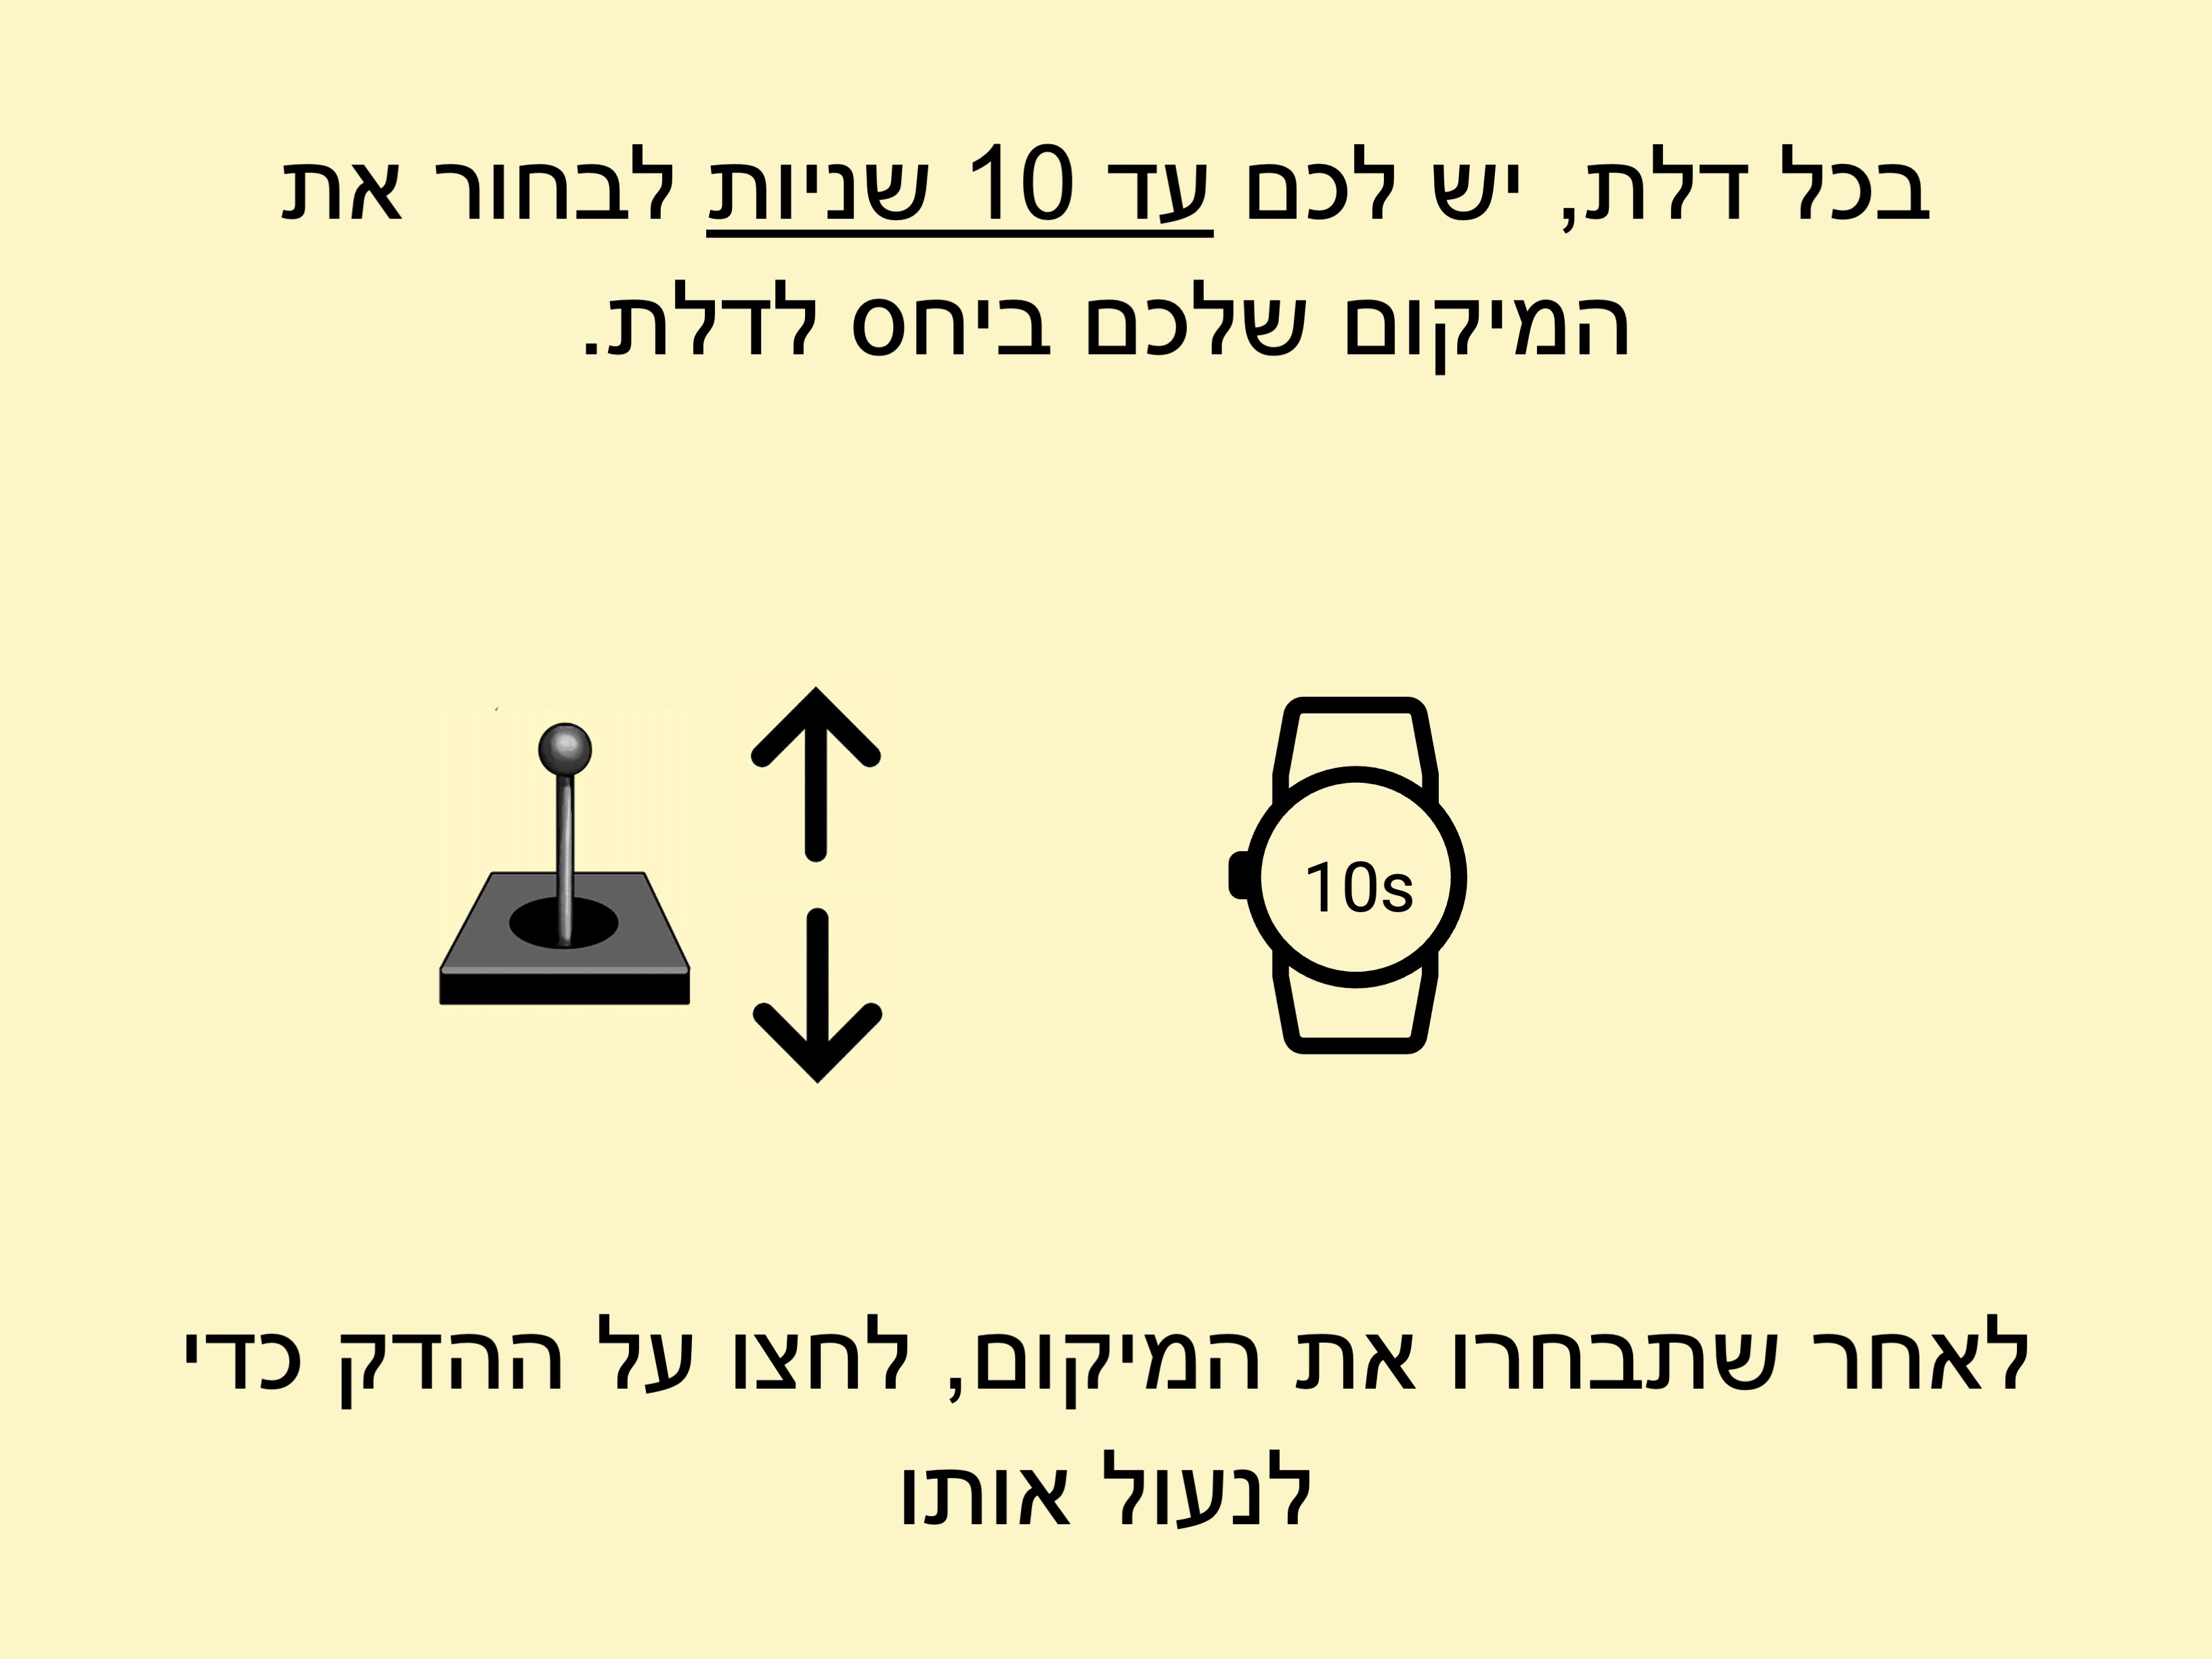 בכל דלת, יש לכם עד 10 שניות לבחור את
המיקום שלכם ביחס לדלת.
10s
לאחר שתבחרו את המיקום, לחצו על ההדק כדי
לנעול אותו